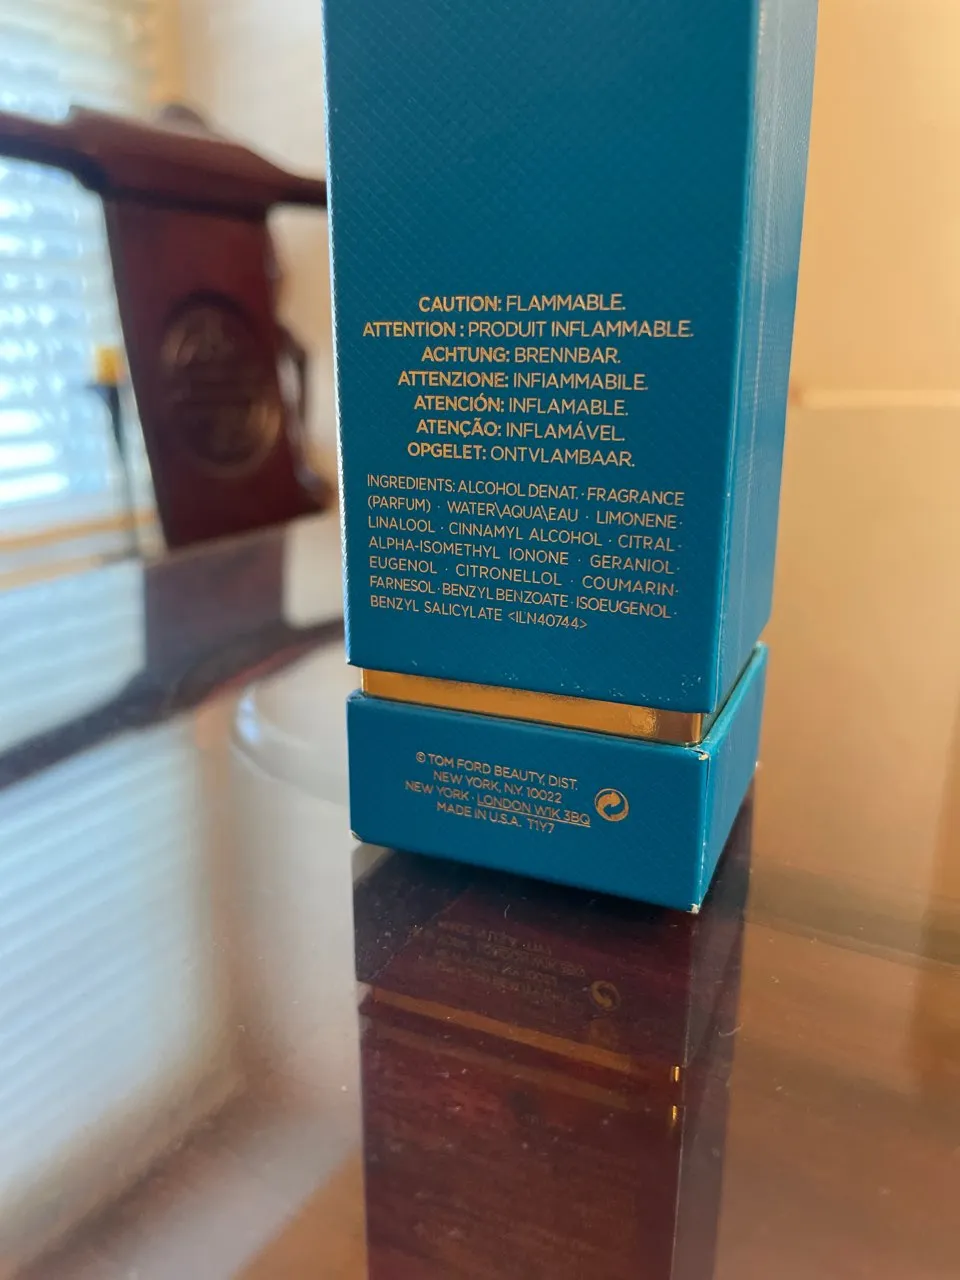 CAUTION: FLAMMABLE.
ATTENTION : PRODUIT INFLAMMABLE.
ACHTUNG: BRENNBAR.
ATTENZIONE: INFIAMMABILE.
ATENCIÓN: INFLAMABLE.
ATENÇÃO: INFLAMÁVEL.
OPGELET: ONTVLAMBAAR.
INGREDIENTS: ALCOHOL DENAT. · FRAGRANCE
(PARFUM) · WATER\AQUA\EAU · LIMONENE ·
LINALOOL · CINNAMYL ALCOHOL · CITRAL ·
ALPHA-ISOMETHYL IONONE · GERANIOL ·
EUGENOL · CITRONELLOL · COUMARIN ·
FARNESOL · BENZYL BENZOATE · ISOEUGENOL ·
BENZYL SALICYLATE <ILN40744>
© TOM FORD BEAUTY, DIST.
NEW YORK, N.Y. 10022
NEW YORK · LONDON W1K 3BQ
MADE IN U.S.A. T1Y7